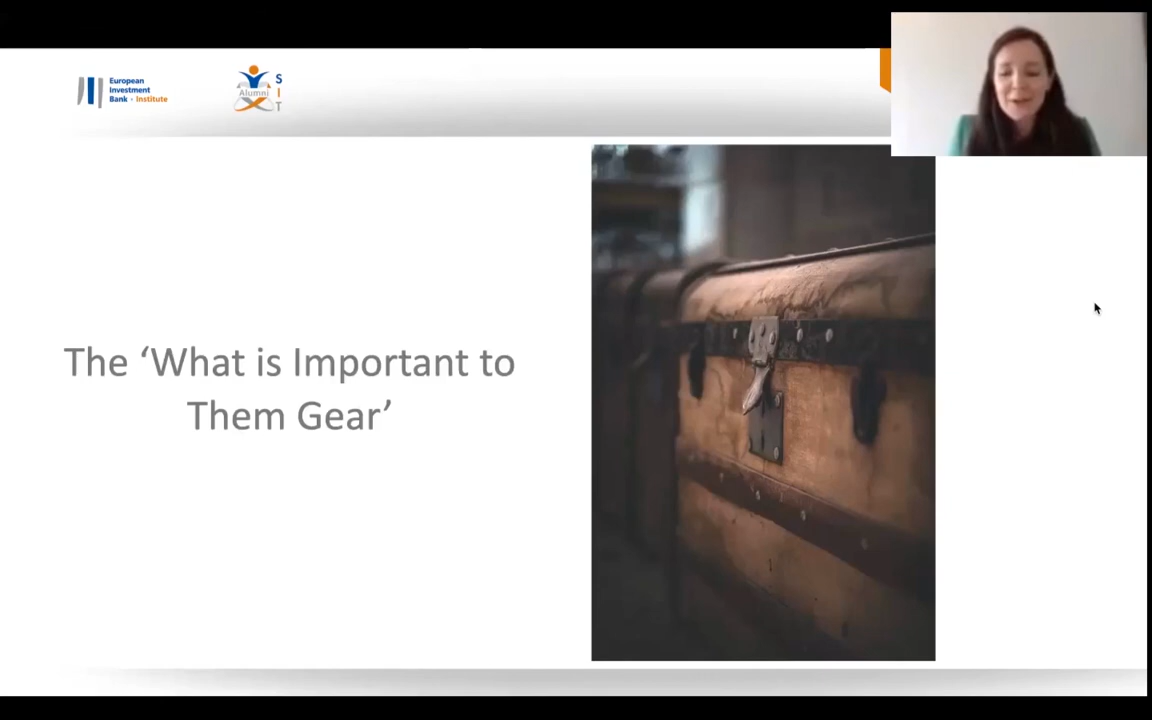 European
Investment
Bank - Institute
Alumni
S
I
T
The ‘What is Important to
Them Gear’